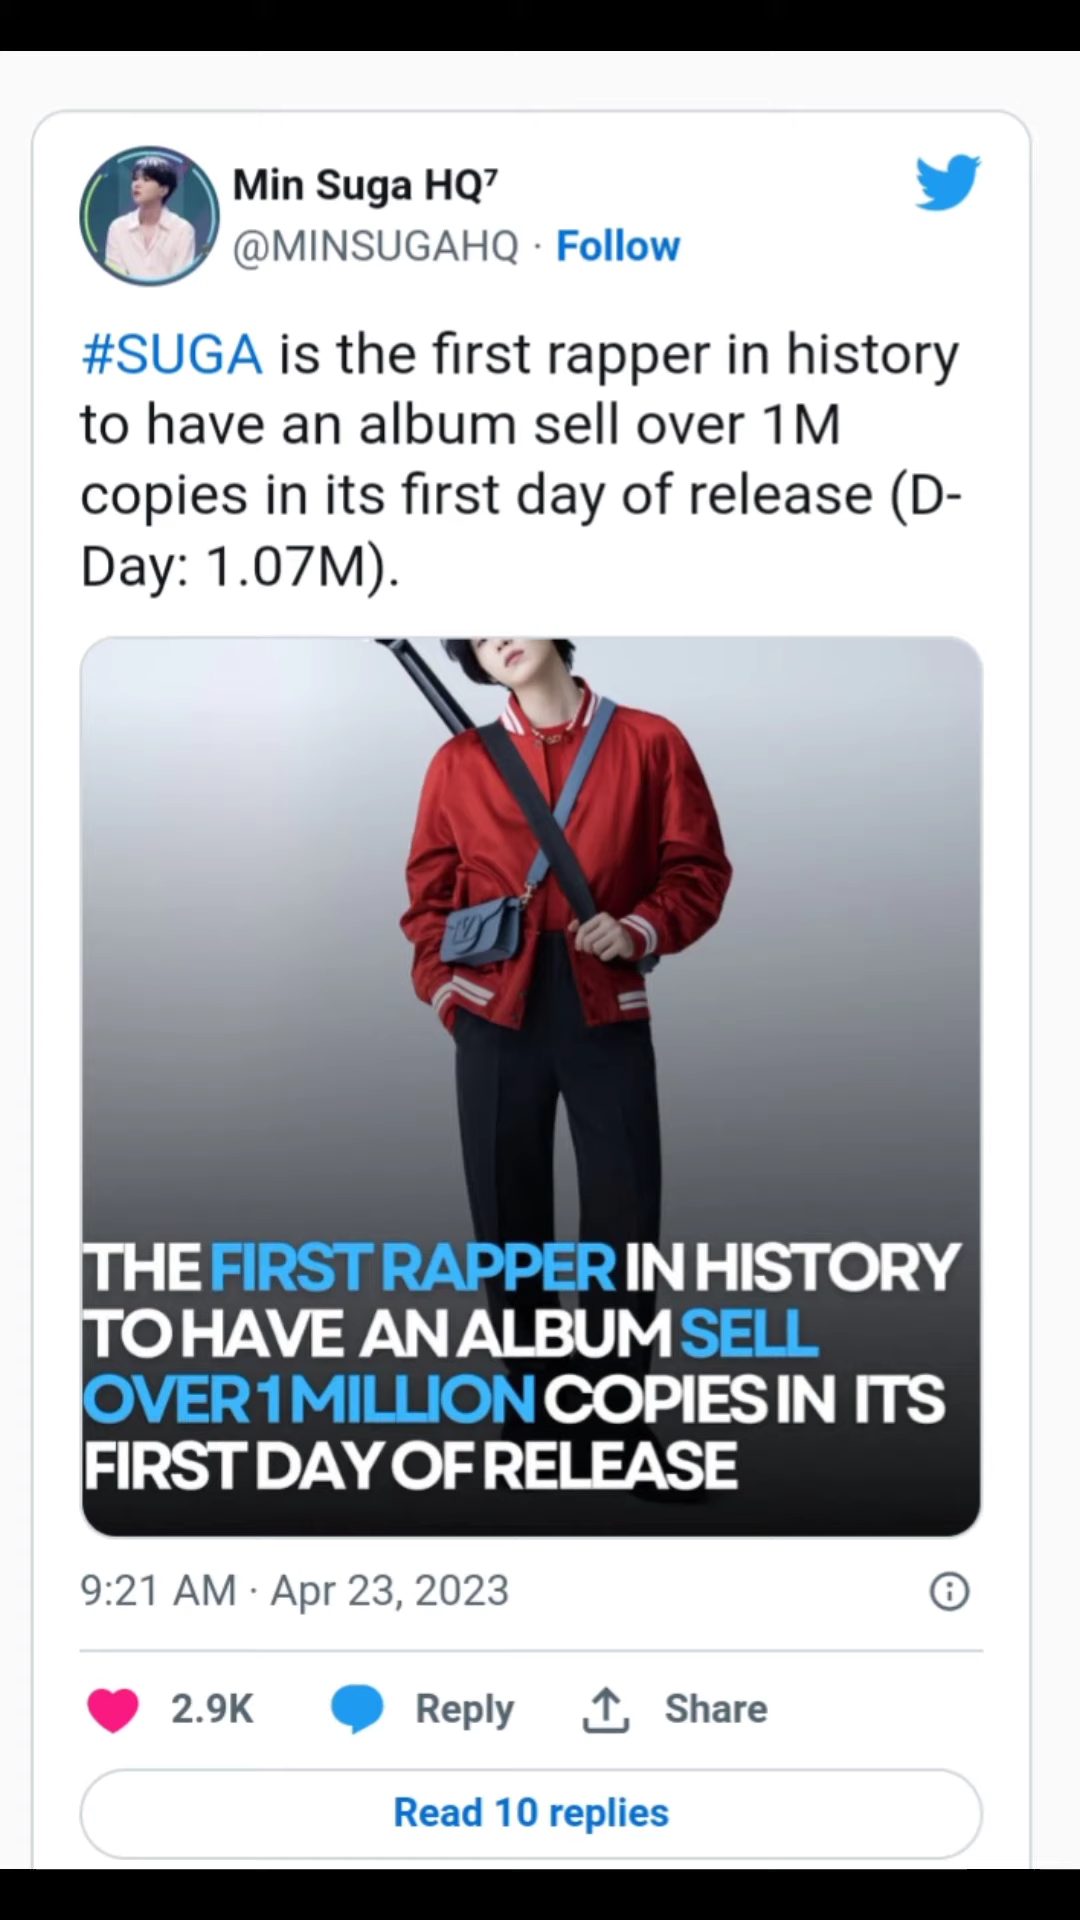 Min Suga HQ⁷
@MINSUGAHQ · Follow
#SUGA is the first rapper in history
to have an album sell over 1M
copies in its first day of release (D-
Day: 1.07M).
THE FIRST RAPPER IN HISTORY
TO HAVE AN ALBUM SELL
OVER 1 MILLION COPIES IN ITS
FIRST DAY OF RELEASE
9:21 AM · Apr 23, 2023
2.9K Reply Share
Read 10 replies